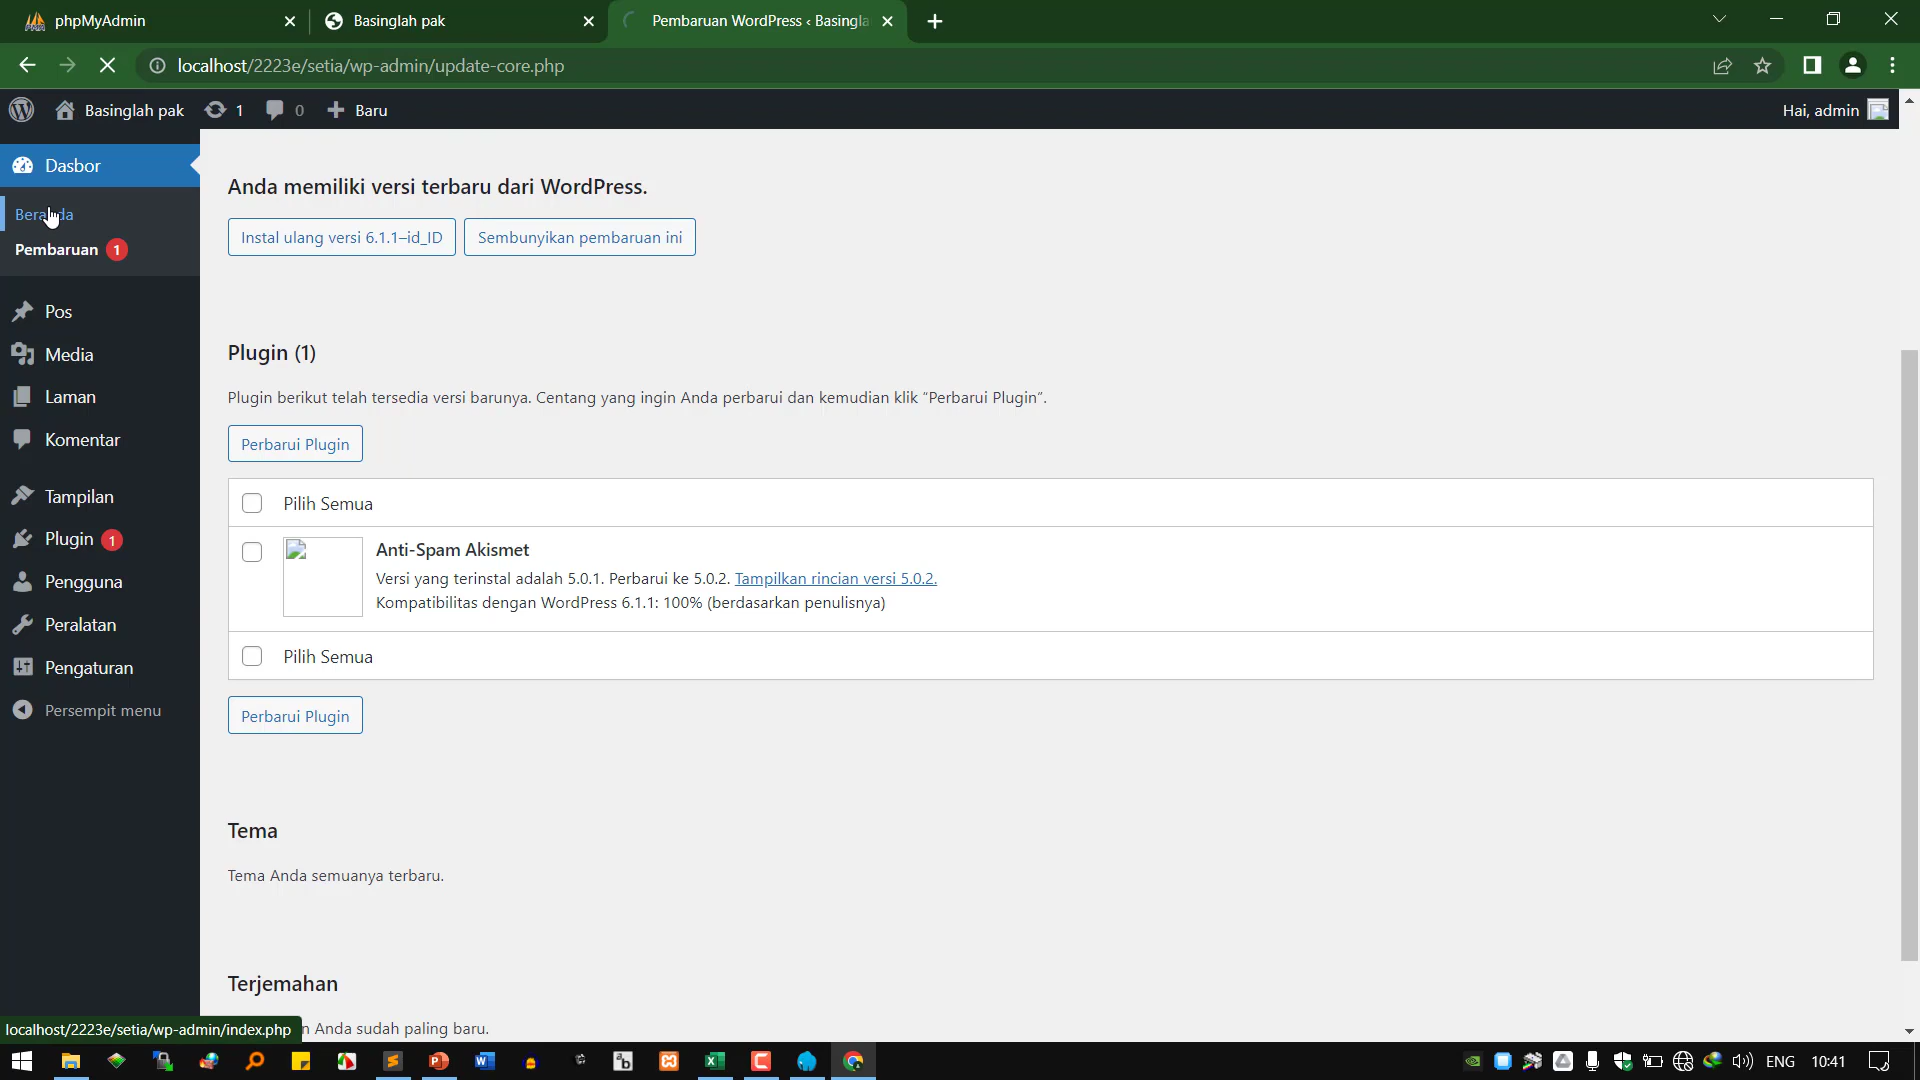 phpMyAdmin
Basinglah pak
Pembaruan WordPress ‹ Basingla
localhost/2223e/setia/wp-admin/update-core.php
Basinglah pak
1
0
Baru
Hai, admin
Dasbor
Beranda
Pembaruan 1
Pos
Media
Laman
Komentar
Tampilan
Plugin 1
Pengguna
Peralatan
Pengaturan
Persempit menu
Anda memiliki versi terbaru dari WordPress.
Instal ulang versi 6.1.1–id_ID
Sembunyikan pembaruan ini
Plugin (1)
Plugin berikut telah tersedia versi barunya. Centang yang ingin Anda perbarui dan kemudian klik “Perbarui Plugin”.
Perbarui Plugin
Pilih Semua
Anti-Spam Akismet
Versi yang terinstal adalah 5.0.1. Perbarui ke 5.0.2. Tampilkan rincian versi 5.0.2.
Kompatibilitas dengan WordPress 6.1.1: 100% (berdasarkan penulisnya)
Pilih Semua
Perbarui Plugin
Tema
Tema Anda semuanya terbaru.
Terjemahan
n Anda sudah paling baru.
localhost/2223e/setia/wp-admin/index.php
ENG
10:41